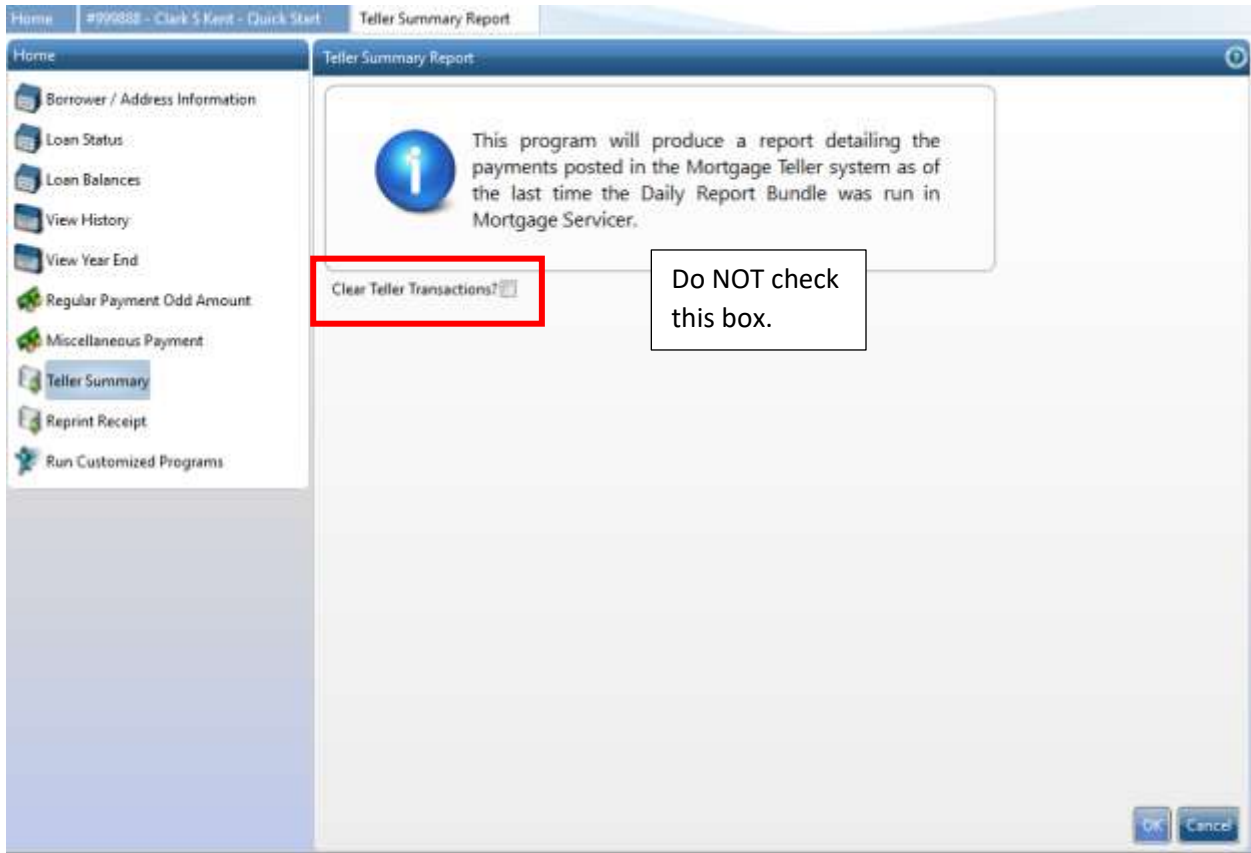 Home #999888 - Clark S Kent - Quick Start Teller Summary Report
Home
Borrower / Address Information
Loan Status
Loan Balances
View History
View Year End
Regular Payment Odd Amount
Miscellaneous Payment
Teller Summary
Reprint Receipt
Run Customized Programs
Teller Summary Report
This program will produce a report detailing the
payments posted in the Mortgage Teller system as of
the last time the Daily Report Bundle was run in
Mortgage Servicer.
Clear Teller Transactions?
Do NOT check
this box.
OK Cancel